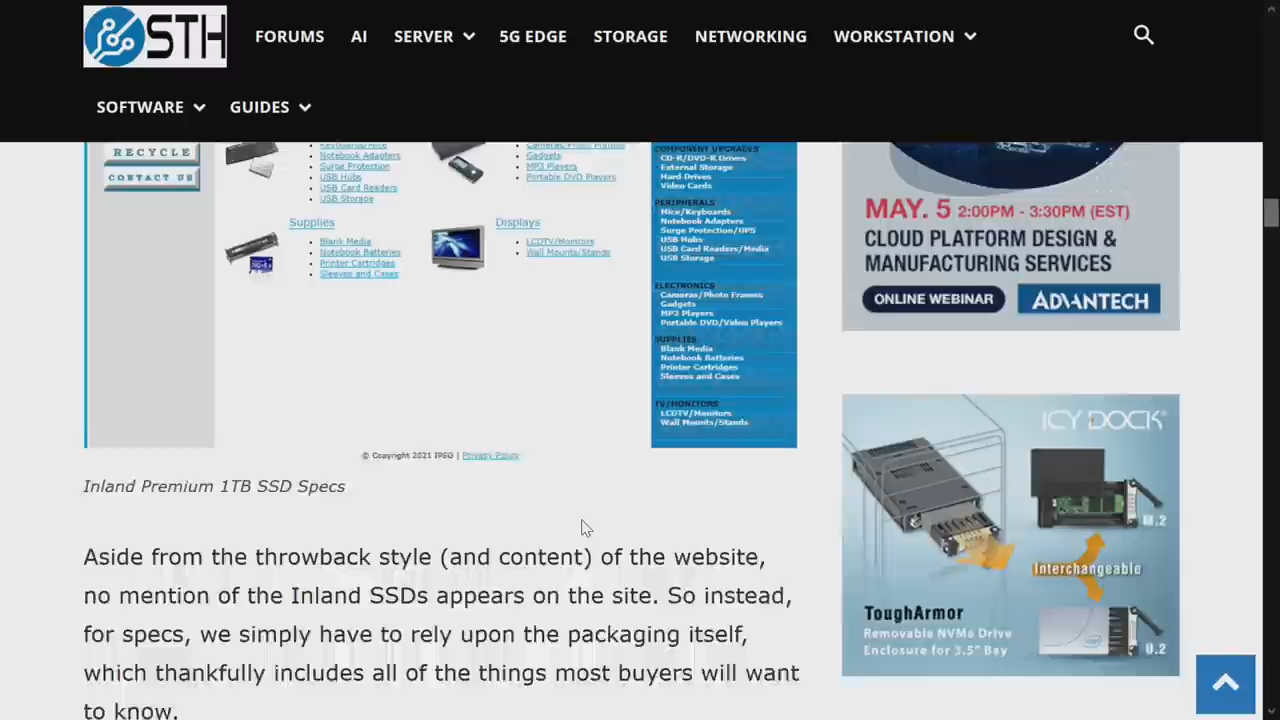 STH
FORUMS
AI
SERVER
5G EDGE
STORAGE
NETWORKING
WORKSTATION
SOFTWARE
GUIDES
RECYCLE
CONTACT US
Keyboards/Mice
Notebook Adapters
Surge Protection
USB Hubs
USB Card Readers
USB Storage
Supplies
Blank Media
Notebook Batteries
Printer Cartridges
Sleeves and Cases
Cameras/Photo Frames
Gadgets
MP3 Players
Portable DVD Players
Displays
LCDTV/Monitors
Wall Mounts/Stands
COMPONENT UPGRADES
CD-R/DVD-R Drives
External Storage
Hard Drives
Video Cards
PERIPHERALS
Mice/Keyboards
Notebook Adapters
Surge Protection/UPS
USB Hubs
USB Card Readers/Media
USB Storage
ELECTRONICS
Cameras/Photo Frames
Gadgets
MP3 Players
Portable DVD/Video Players
SUPPLIES
Blank Media
Notebook Batteries
Printer Cartridges
Sleeves and Cases
TV/MONITORS
LCDTV/Monitors
Wall Mounts/Stands
© Copyright 2021 IPSG | Privacy Policy
Inland Premium 1TB SSD Specs
Aside from the throwback style (and content) of the website,
no mention of the Inland SSDs appears on the site. So instead,
for specs, we simply have to rely upon the packaging itself,
which thankfully includes all of the things most buyers will want
to know.
MAY. 5 2:00PM - 3:30PM (EST)
CLOUD PLATFORM DESIGN &
MANUFACTURING SERVICES
ONLINE WEBINAR
ADVANTECH
ICY DOCK®
M.2
Interchangeable
ToughArmor
Removable NVMe Drive
Enclosure for 3.5" Bay
U.2